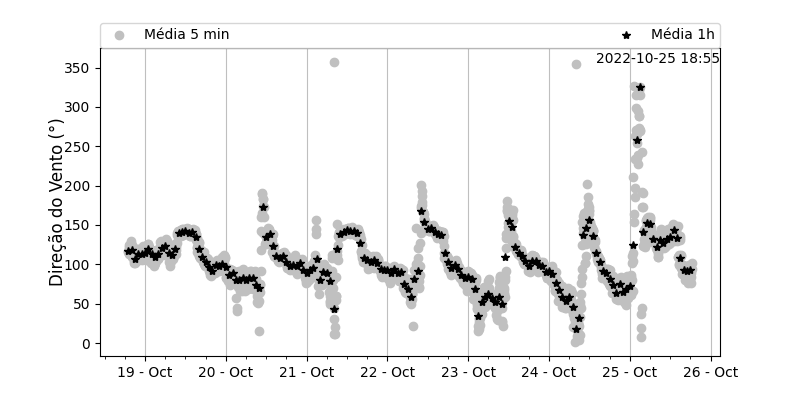 Média 5 min
Média 1h
2022-10-25 18:55
Direção do Vento (°)
350
300
250
200
150
100
50
0
19 - Oct
20 - Oct
21 - Oct
22 - Oct
23 - Oct
24 - Oct
25 - Oct
26 - Oct